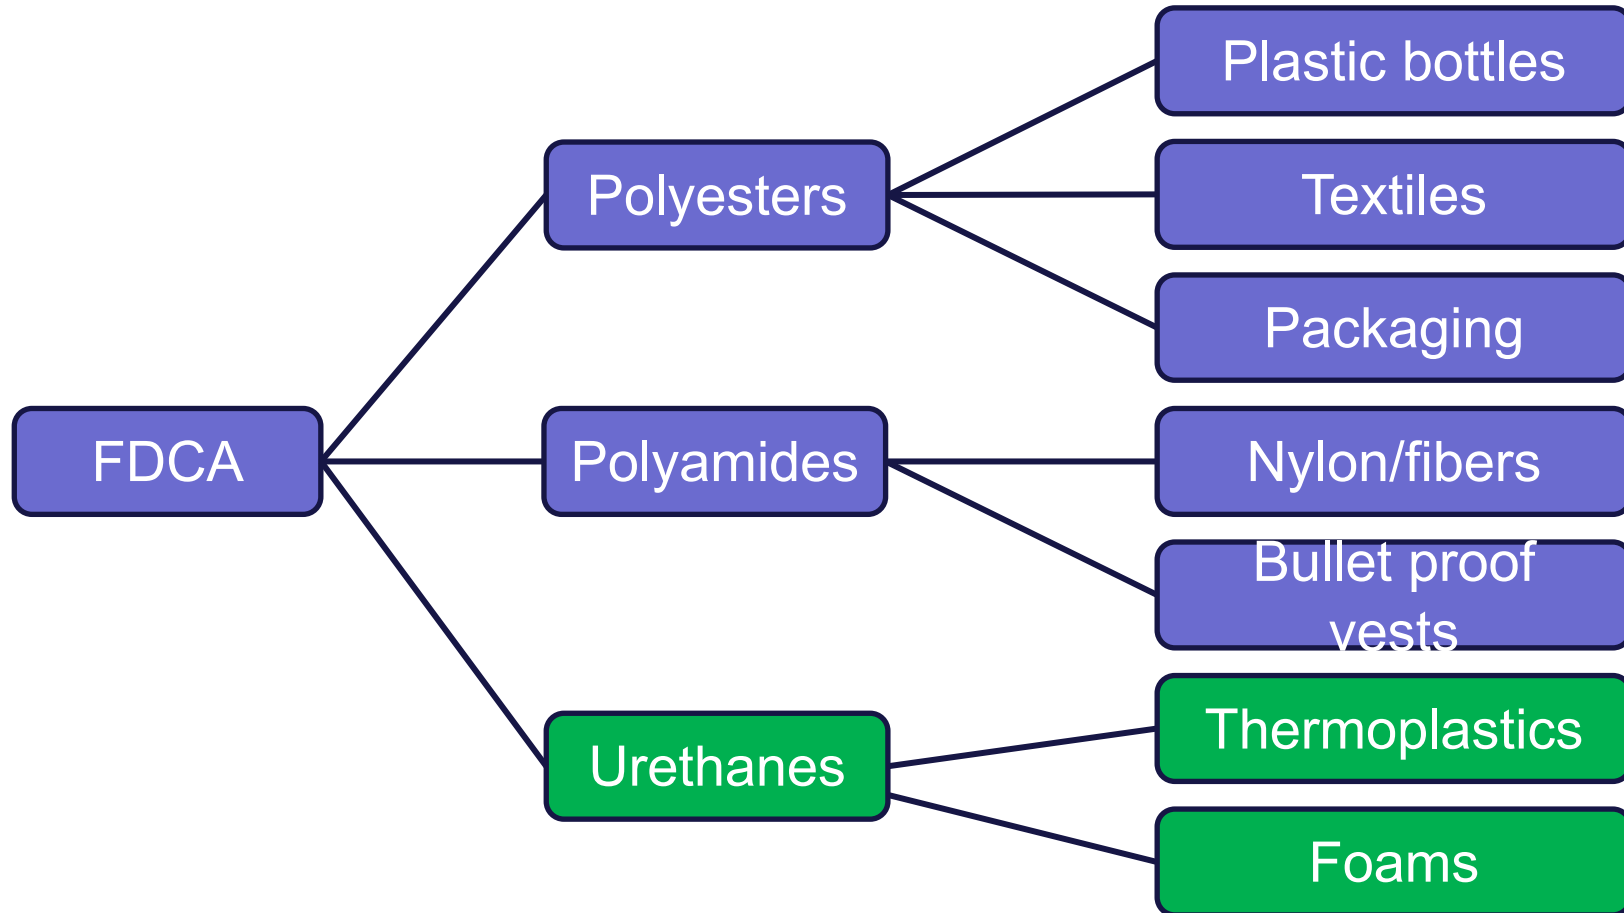 Plastic bottles
Polyesters
Textiles
Packaging
FDCA
Polyamides
Nylon/fibers
Bullet proof
vests
Urethanes
Thermoplastics
Foams